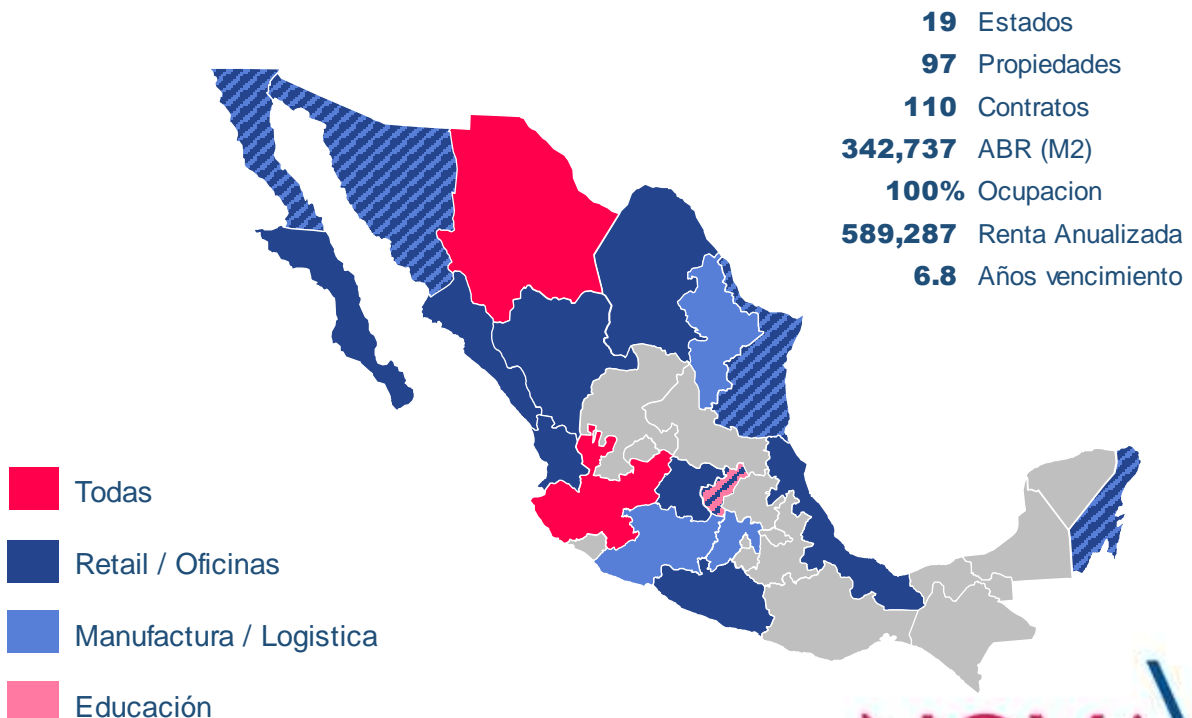 19 Estados
97 Propiedades
110 Contratos
342,737 ABR (M2)
100% Ocupacion
589,287 Renta Anualizada
6.8 Años vencimiento
Todas
Retail / Oficinas
Manufactura / Logistica
Educación